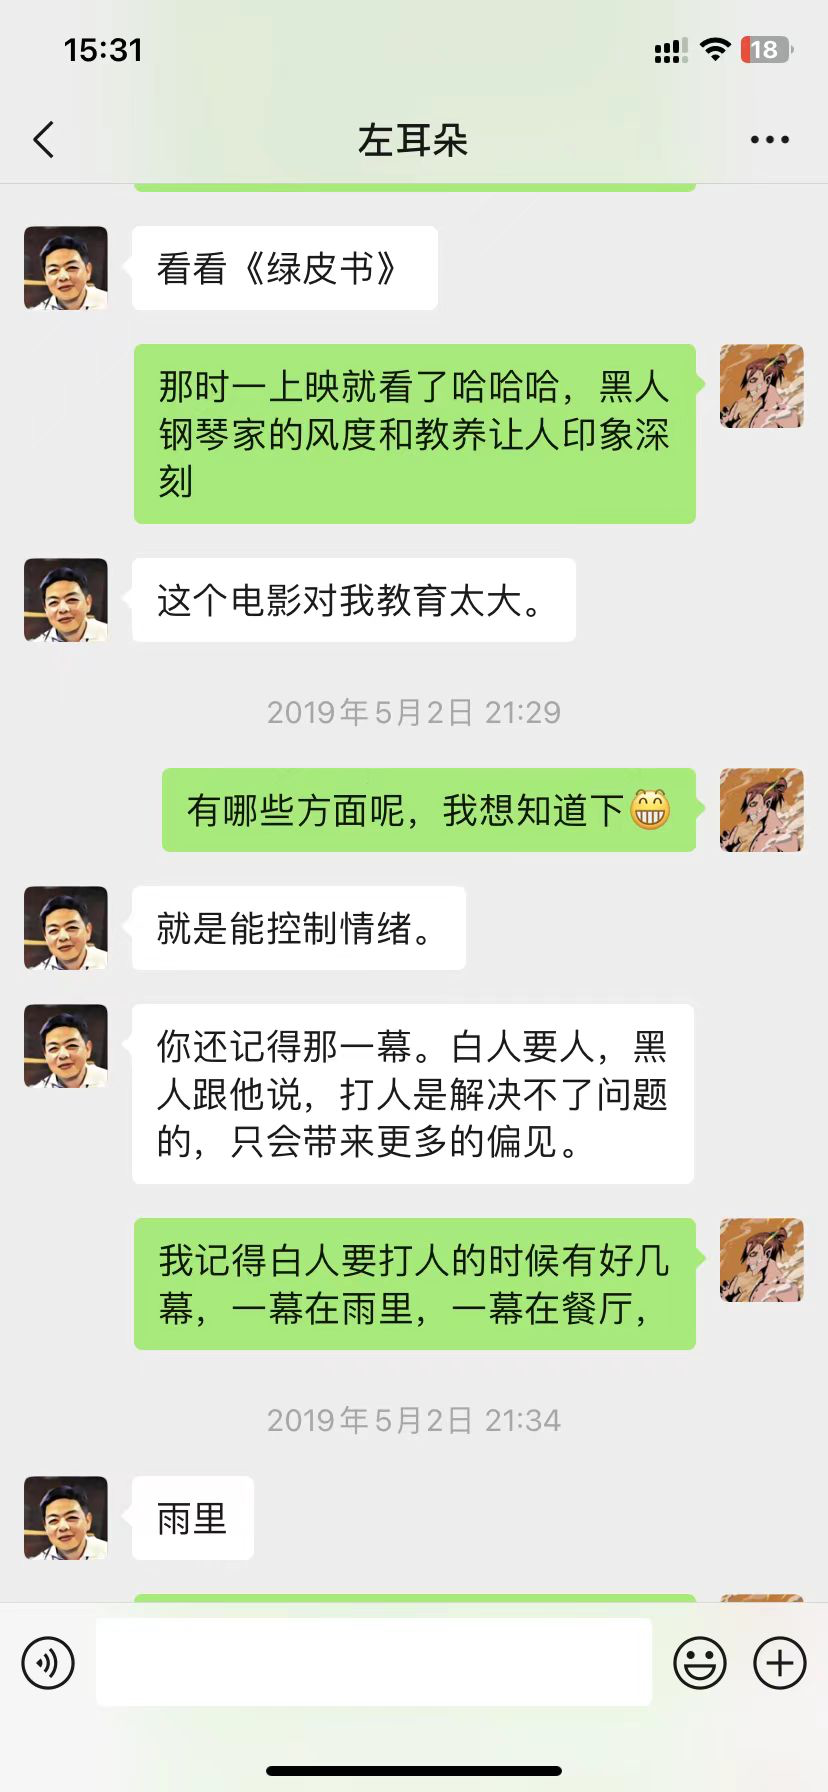 15:31
18
左耳朵
看看《绿皮书》
那时一上映就看了哈哈哈，黑人
钢琴家的风度和教养让人印象深
刻
这个电影对我教育太大。
2019年5月2日 21:29
有哪些方面呢，我想知道下😁
就是能控制情绪。
你还记得那一幕。白人要人，黑
人跟他说，打人是解决不了问题
的，只会带来更多的偏见。
我记得白人要打人的时候有好几
幕，一幕在雨里，一幕在餐厅，
2019年5月2日 21:34
雨里